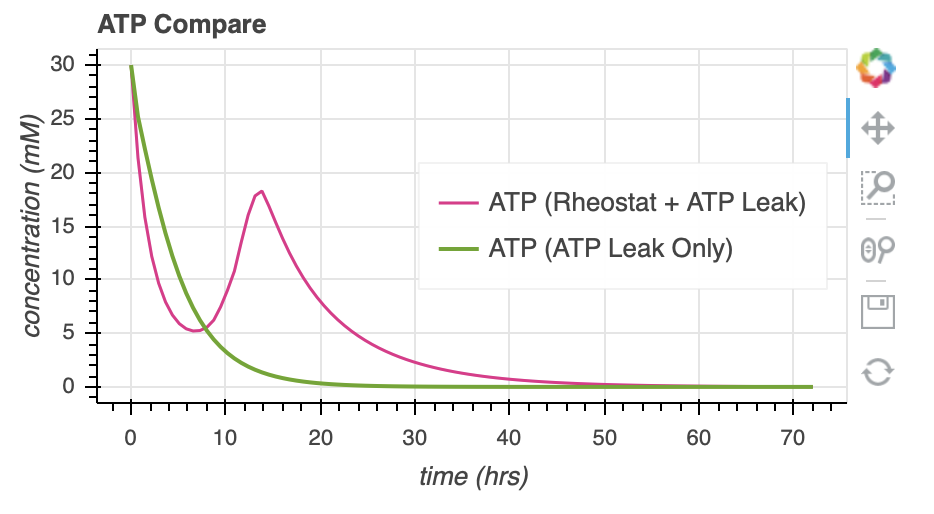 ATP Compare
30
25
20
15
10
5
0
concentration (mM)
ATP (Rheostat + ATP Leak)
ATP (ATP Leak Only)
0 10 20 30 40 50 60 70
time (hrs)